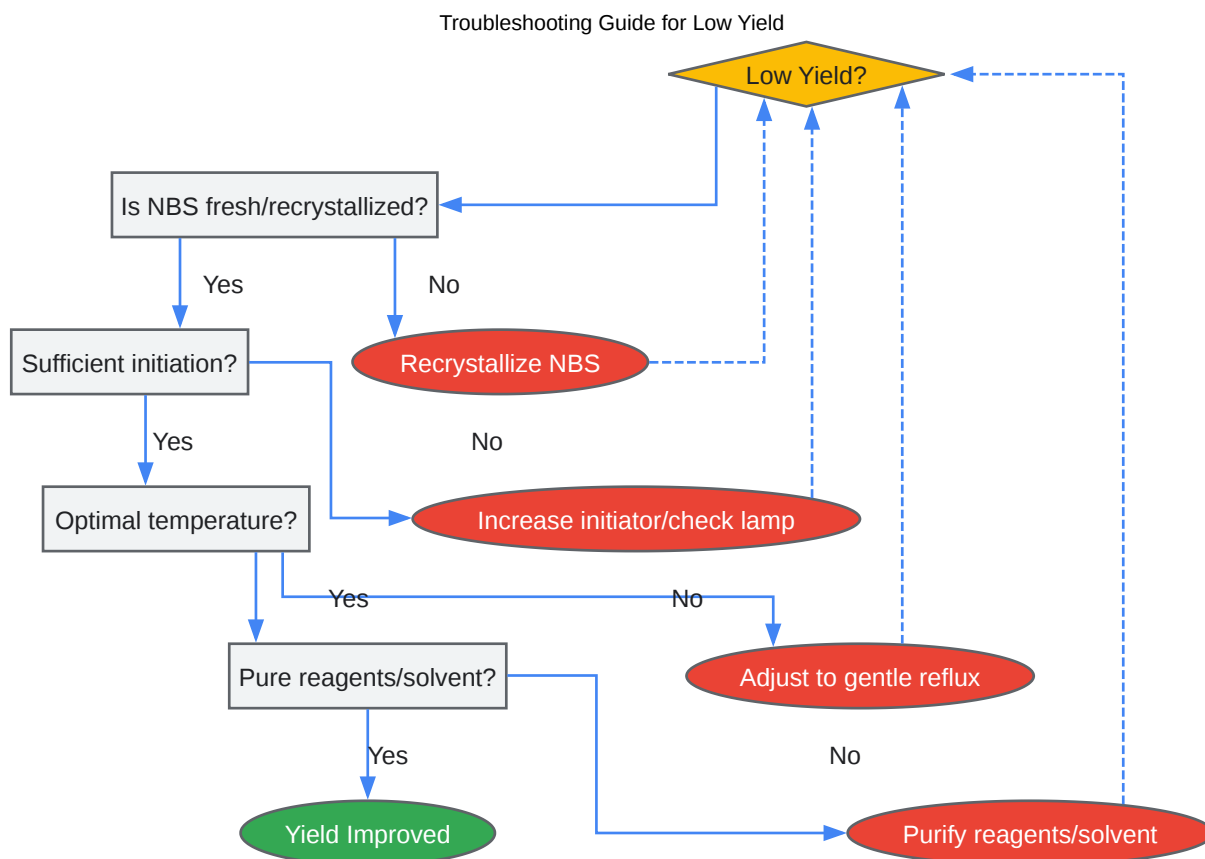 Troubleshooting Guide for Low Yield
Low Yield?
Is NBS fresh/recrystallized?
Yes
No
Sufficient initiation?
Recrystallize NBS
Yes
No
Optimal temperature?
Increase initiator/check lamp
Yes
No
Pure reagents/solvent?
Adjust to gentle reflux
Yes
No
Yield Improved
Purify reagents/solvent